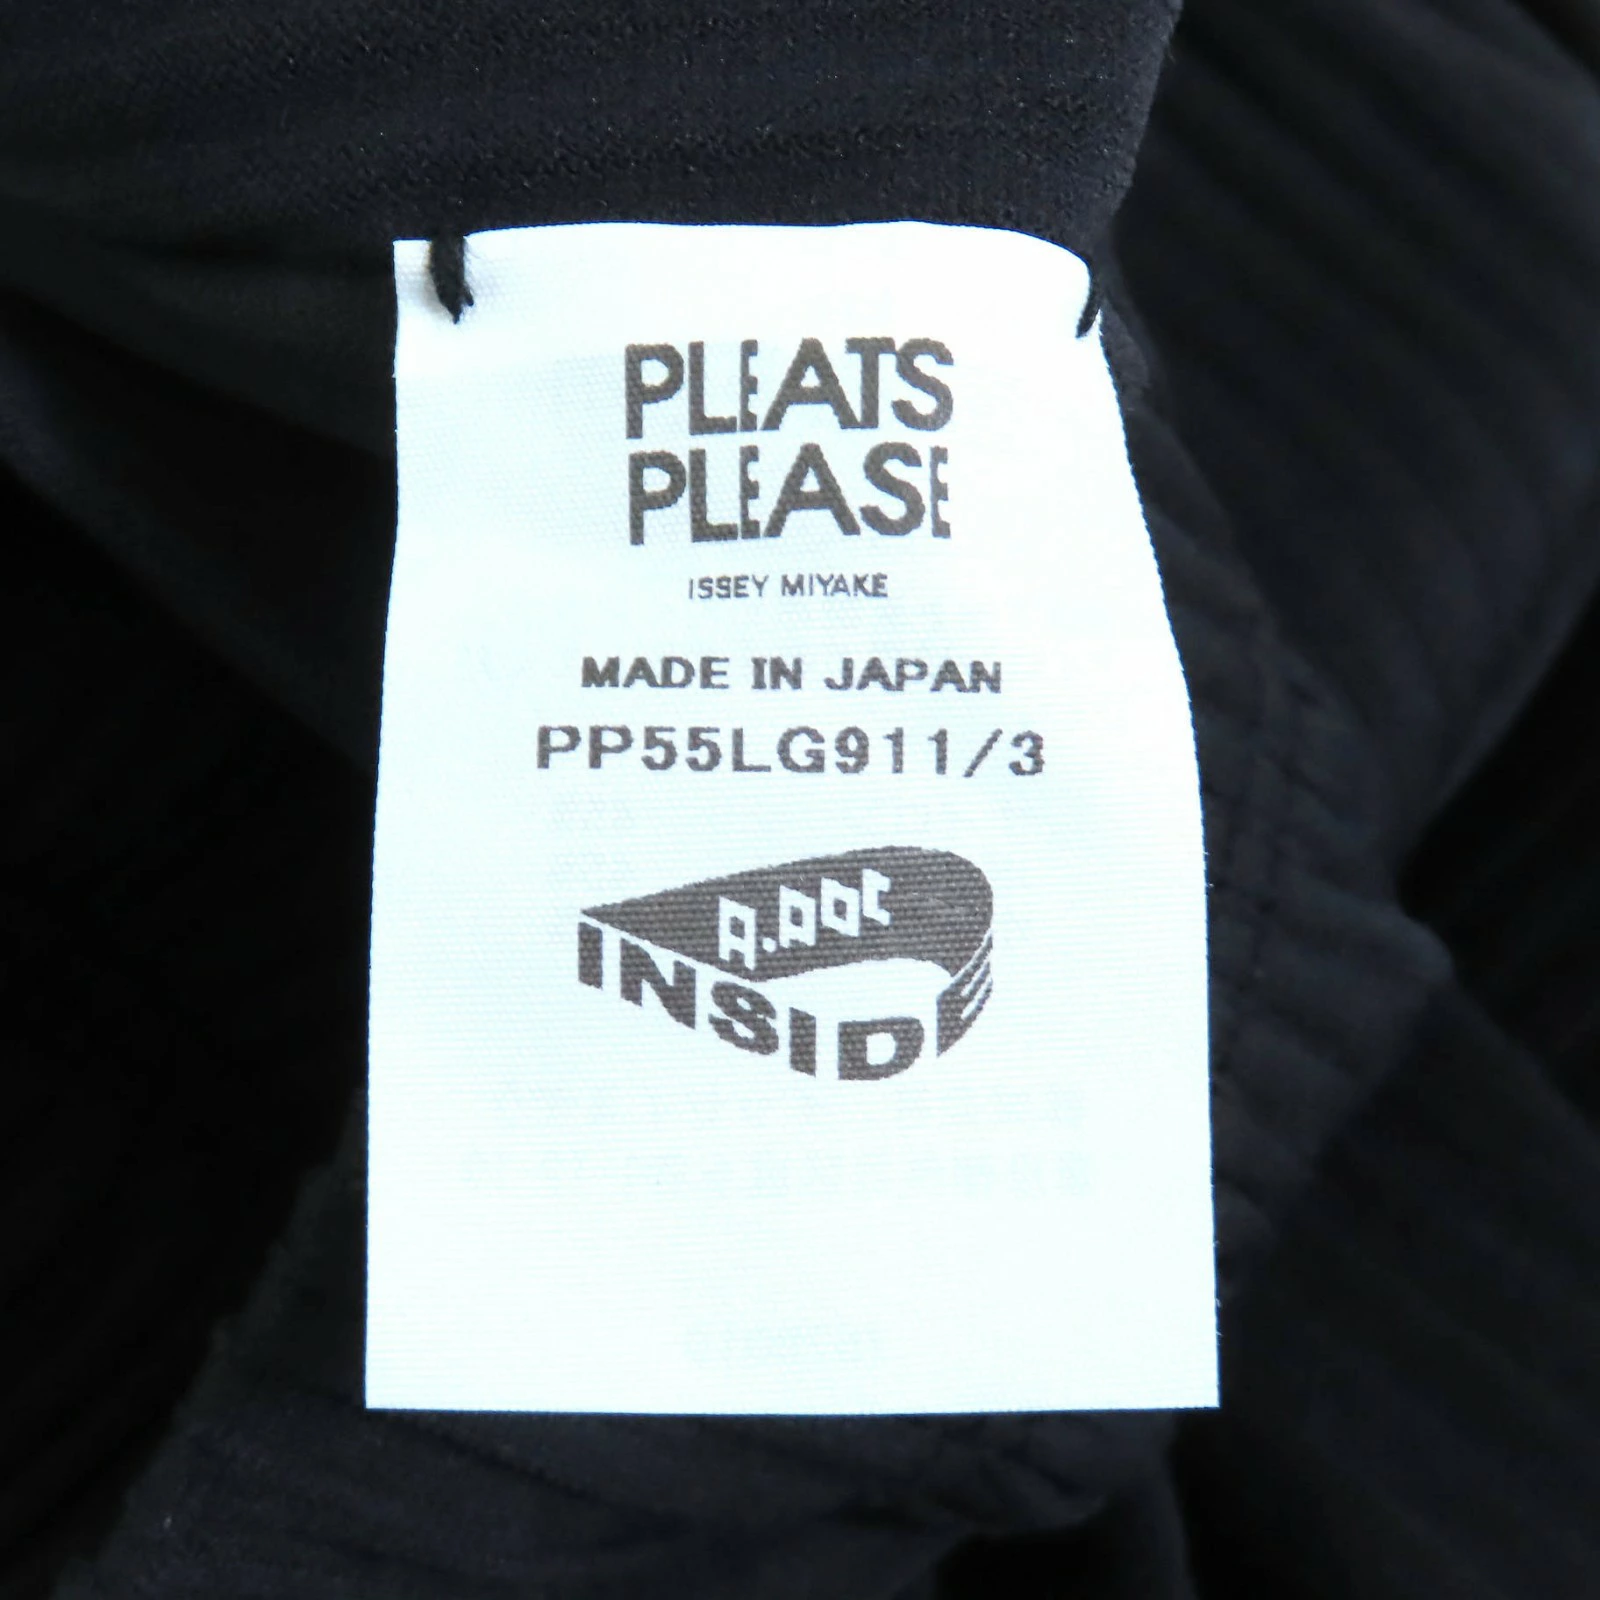 PLEATS
PLEASE
ISSEY MIYAKE
MADE IN JAPAN
PP55LG911/3
A.POC
INSIDE